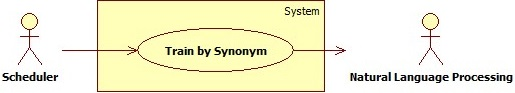 System
Train by Synonym
Scheduler
Natural Language Processing